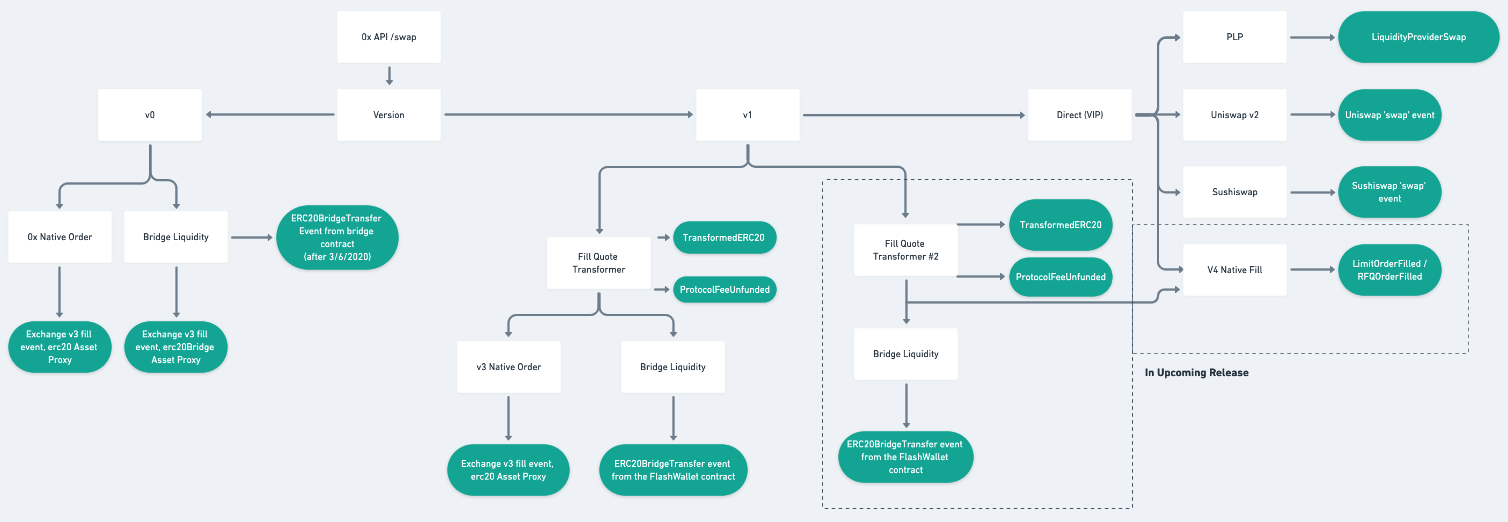 0x API /swap
PLP
LiquidityProviderSwap
v0
Version
v1
Direct (VIP)
Uniswap v2
Uniswap 'swap' event
Sushiswap
Sushiswap 'swap'
event
0x Native Order
Bridge Liquidity
ERC20BridgeTransfer
Event from bridge
contract
(after 3/6/2020)
Fill Quote
Transformer
TransformedERC20
ProtocolFeeUnfunded
Fill Quote
Transformer #2
TransformedERC20
ProtocolFeeUnfunded
V4 Native Fill
LimitOrderFilled /
RFQOrderFilled
Exchange v3 fill
event, erc20 Asset
Proxy
Exchange v3 fill
event, erc20Bridge
Asset Proxy
v3 Native Order
Bridge Liquidity
Bridge Liquidity
In Upcoming Release
Exchange v3 fill event,
erc20 Asset Proxy
ERC20BridgeTransfer event
from the FlashWallet contract
ERC20BridgeTransfer event
from the FlashWallet
contract